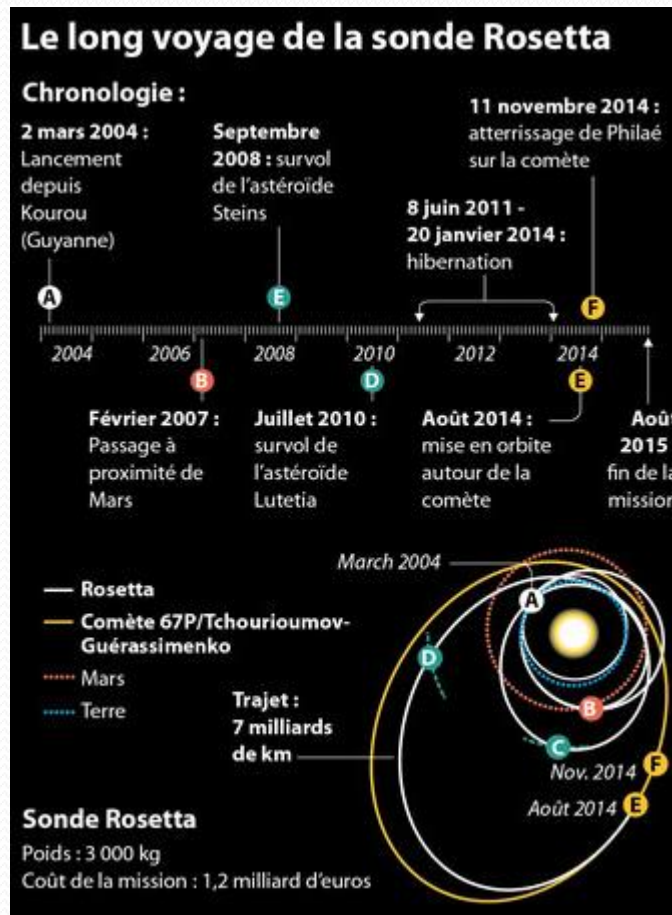 Le long voyage de la sonde Rosetta
Chronologie :
2 mars 2004 :
Lancement
depuis
Kourou
(Guyanne)
Septembre
2008 : survol
de l'astéroïde
Steins
11 novembre 2014 :
atterrissage de Philaé
sur la comète
8 juin 2011 -
20 janvier 2014 :
hibernation
A
E
F
2004
2006
2008
2010
2012
2014
B
D
E
Février 2007 :
Passage à
proximité de
Mars
Juillet 2010 :
survol de
l'astéroïde
Lutetia
Août 2014 :
mise en orbite
autour de la
comète
Aoû
2015
fin de la
mission
March 2004
Rosetta
Comète 67P/Tchourioumov-
Guérassimenko
Mars
Terre
Trajet :
7 milliards
de km
A
D
B
C
Nov. 2014
F
Août 2014
E
Sonde Rosetta
Poids : 3 000 kg
Coût de la mission : 1,2 milliard d'euros